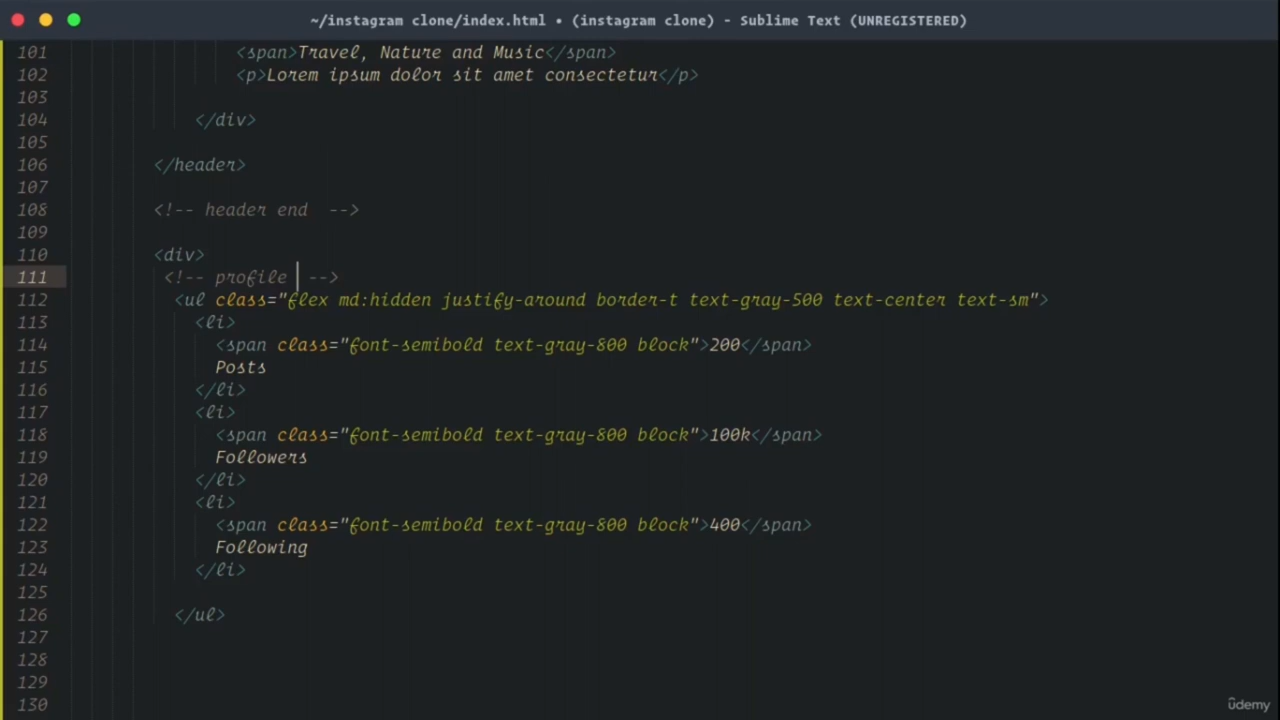 ~/instagram clone/index.html • (instagram clone) - Sublime Text (UNREGISTERED)
101 <span>Travel, Nature and Music</span>
102 <p>Lorem ipsum dolor sit amet consectetur</p>
103
104 </div>
105
106 </header>
107
108 <!-- header end  -->
109
110 <div>
111 <!-- profile  -->
112 <ul class="flex md:hidden justify-around border-t text-gray-500 text-center text-sm">
113 <li>
114 <span class="font-semibold text-gray-800 block">200</span>
115 Posts
116 </li>
117 <li>
118 <span class="font-semibold text-gray-800 block">100k</span>
119 Followers
120 </li>
121 <li>
122 <span class="font-semibold text-gray-800 block">400</span>
123 Following
124 </li>
125
126 </ul>
127
128
129
130
udemy